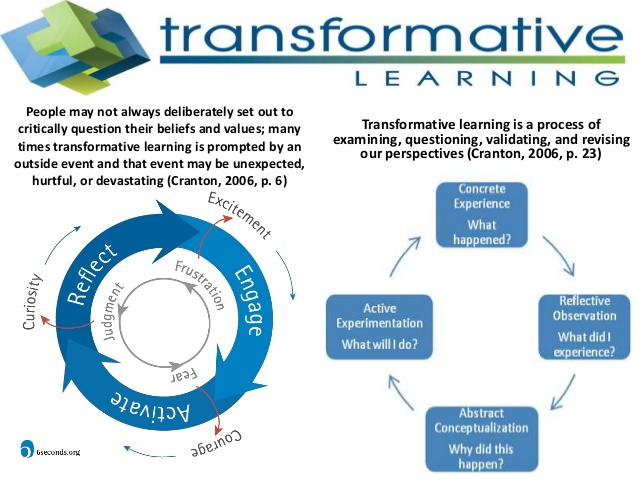 transformative
LEARNING
People may not always deliberately set out to
critically question their beliefs and values; many
times transformative learning is prompted by an
outside event and that event may be unexpected,
hurtful, or devastating (Cranton, 2006, p. 6)
Transformative learning is a process of
examining, questioning, validating, and revising
our perspectives (Cranton, 2006, p. 23)
Excitement
Reflect
Engage
Activate
Curiosity
Judgment
Frustration
Fear
Courage
6seconds.org
Concrete
Experience
What
happened?
Reflective
Observation
What did I
experience?
Abstract
Conceptualization
Why did this
happen?
Active
Experimentation
What will I do?